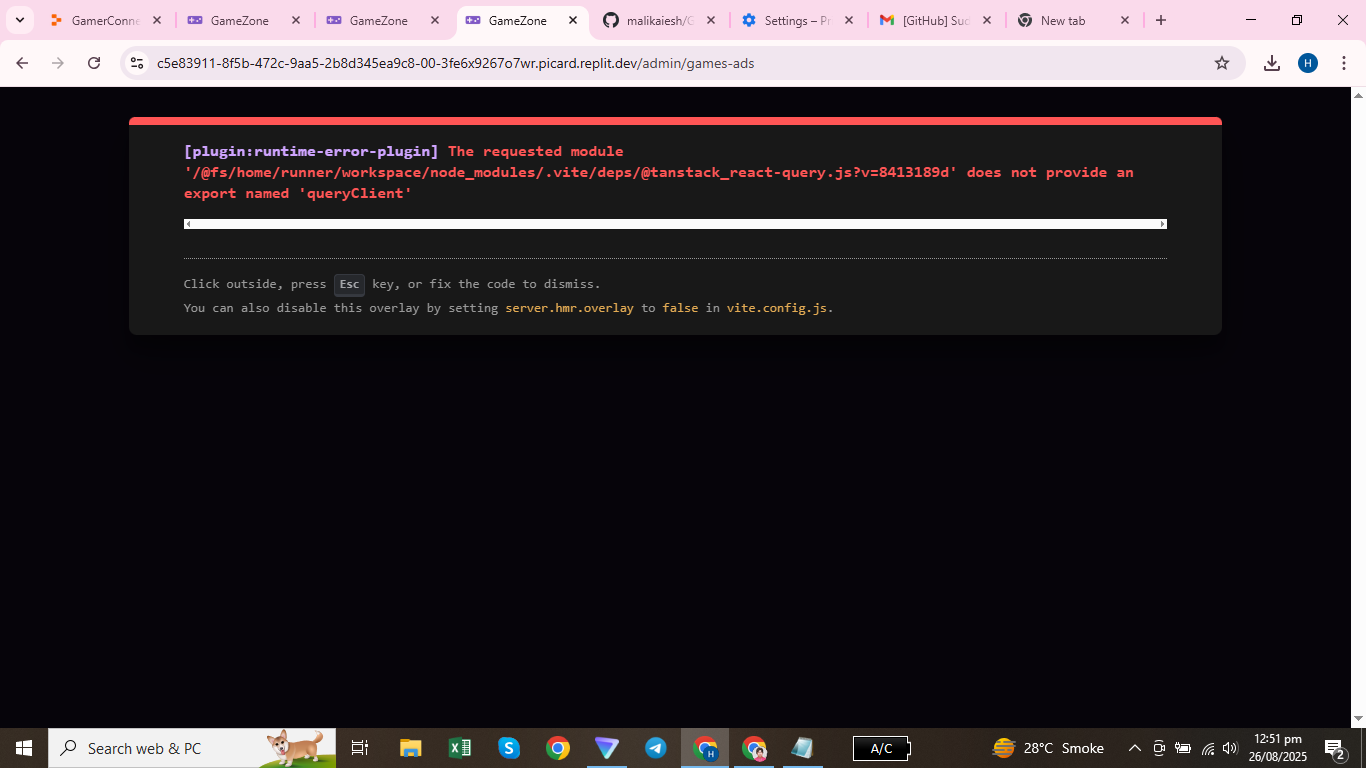 GamerConne
GameZone
GameZone
GameZone
malikaiesh/G
Settings – Pr
[GitHub] Sud
New tab
c5e83911-8f5b-472c-9aa5-2b8d345ea9c8-00-3fe6x9267o7wr.picard.replit.dev/admin/games-ads
H
[plugin:runtime-error-plugin] The requested module
'/@fs/home/runner/workspace/node_modules/.vite/deps/@tanstack_react-query.js?v=8413189d' does not provide an
export named 'queryClient'
Click outside, press Esc key, or fix the code to dismiss.
You can also disable this overlay by setting server.hmr.overlay to false in vite.config.js.
Search web & PC
A/C
28°C Smoke
12:51 pm
26/08/2025
2